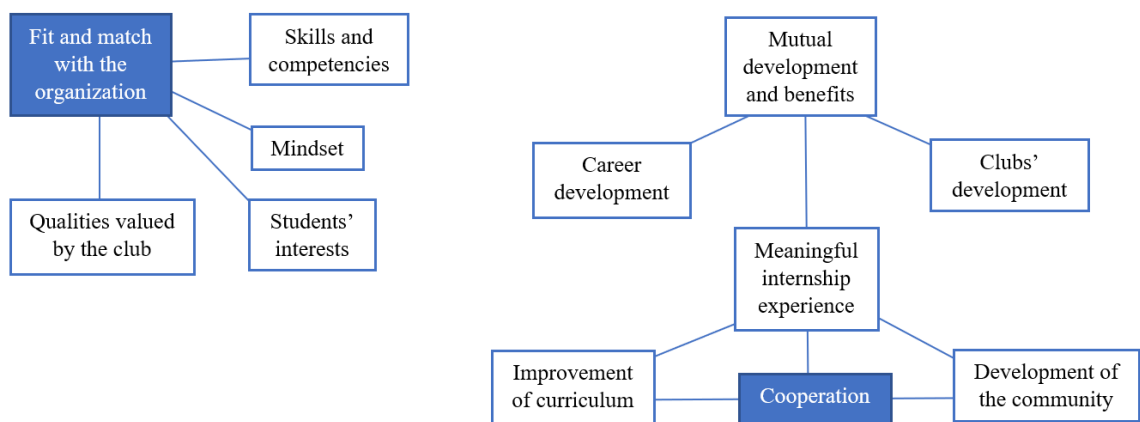 Fit and match
with the
organization
Skills and
competencies
Mindset
Qualities valued
by the club
Students’
interests
Mutual
development
and benefits
Career
development
Clubs’
development
Meaningful
internship
experience
Improvement
of curriculum
Cooperation
Development of
the community